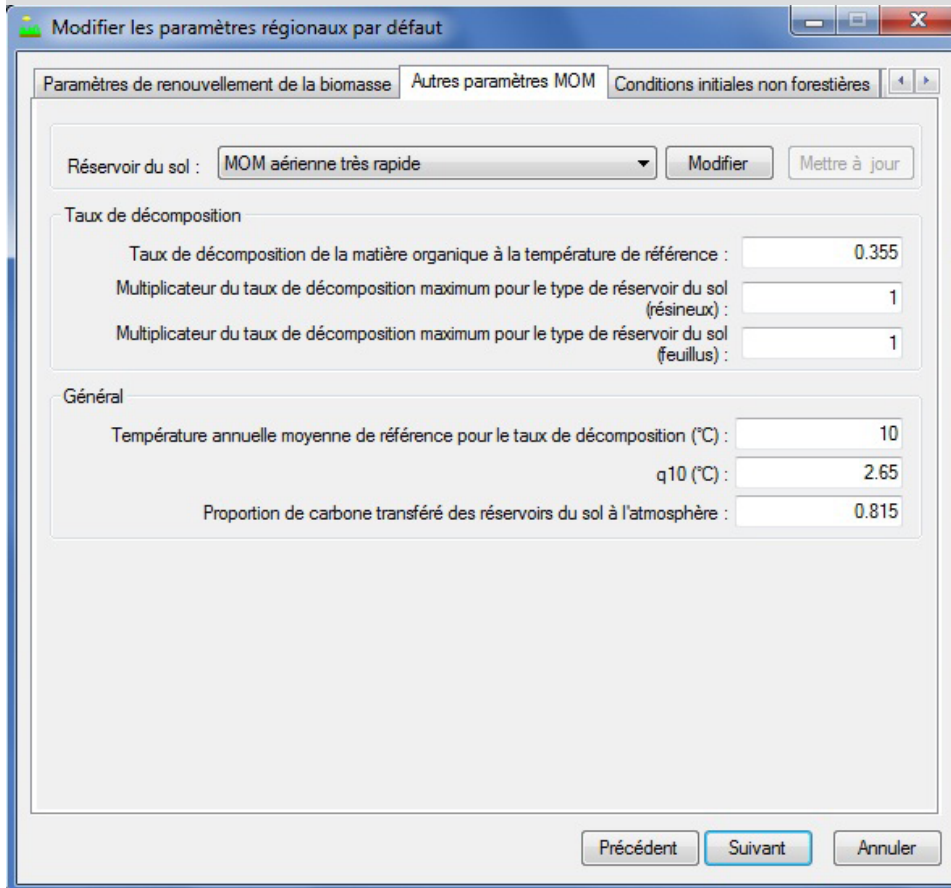 Modifier les paramètres régionaux par défaut
Paramètres de renouvellement de la biomasse
Autres paramètres MOM
Conditions initiales non forestières
Réservoir du sol :
MOM aérienne très rapide
Modifier
Mettre à jour
Taux de décomposition
Taux de décomposition de la matière organique à la température de référence :
0.355
Multiplicateur du taux de décomposition maximum pour le type de réservoir du sol
(résineux) :
1
Multiplicateur du taux de décomposition maximum pour le type de réservoir du sol
(feuillus) :
1
Général
Température annuelle moyenne de référence pour le taux de décomposition (°C) :
10
q10 (°C) :
2.65
Proportion de carbone transféré des réservoirs du sol à l'atmosphère :
0.815
Précédent
Suivant
Annuler